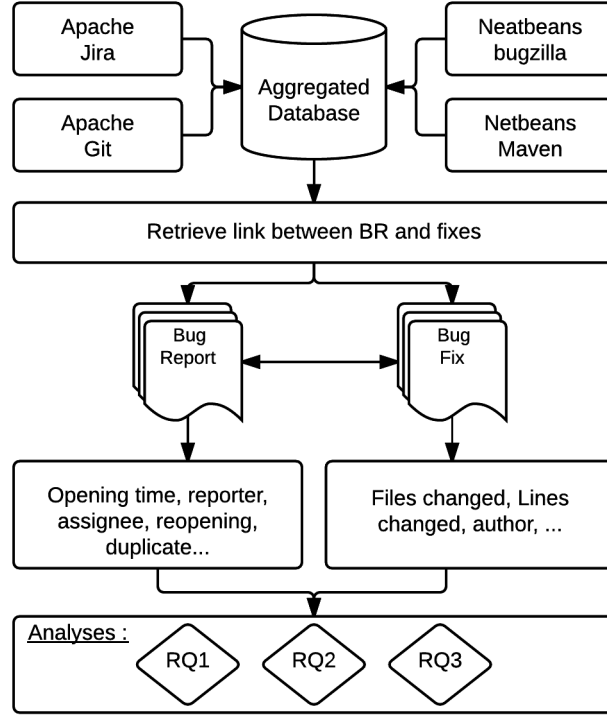 Apache
Jira
Neatbeans
bugzilla
Aggregated
Database
Apache
Git
Netbeans
Maven
Retrieve link between BR and fixes
Bug
Report
Bug
Fix
Opening time, reporter,
assignee, reopening,
duplicate...
Files changed, Lines
changed, author, ...
Analyses :
RQ1
RQ2
RQ3